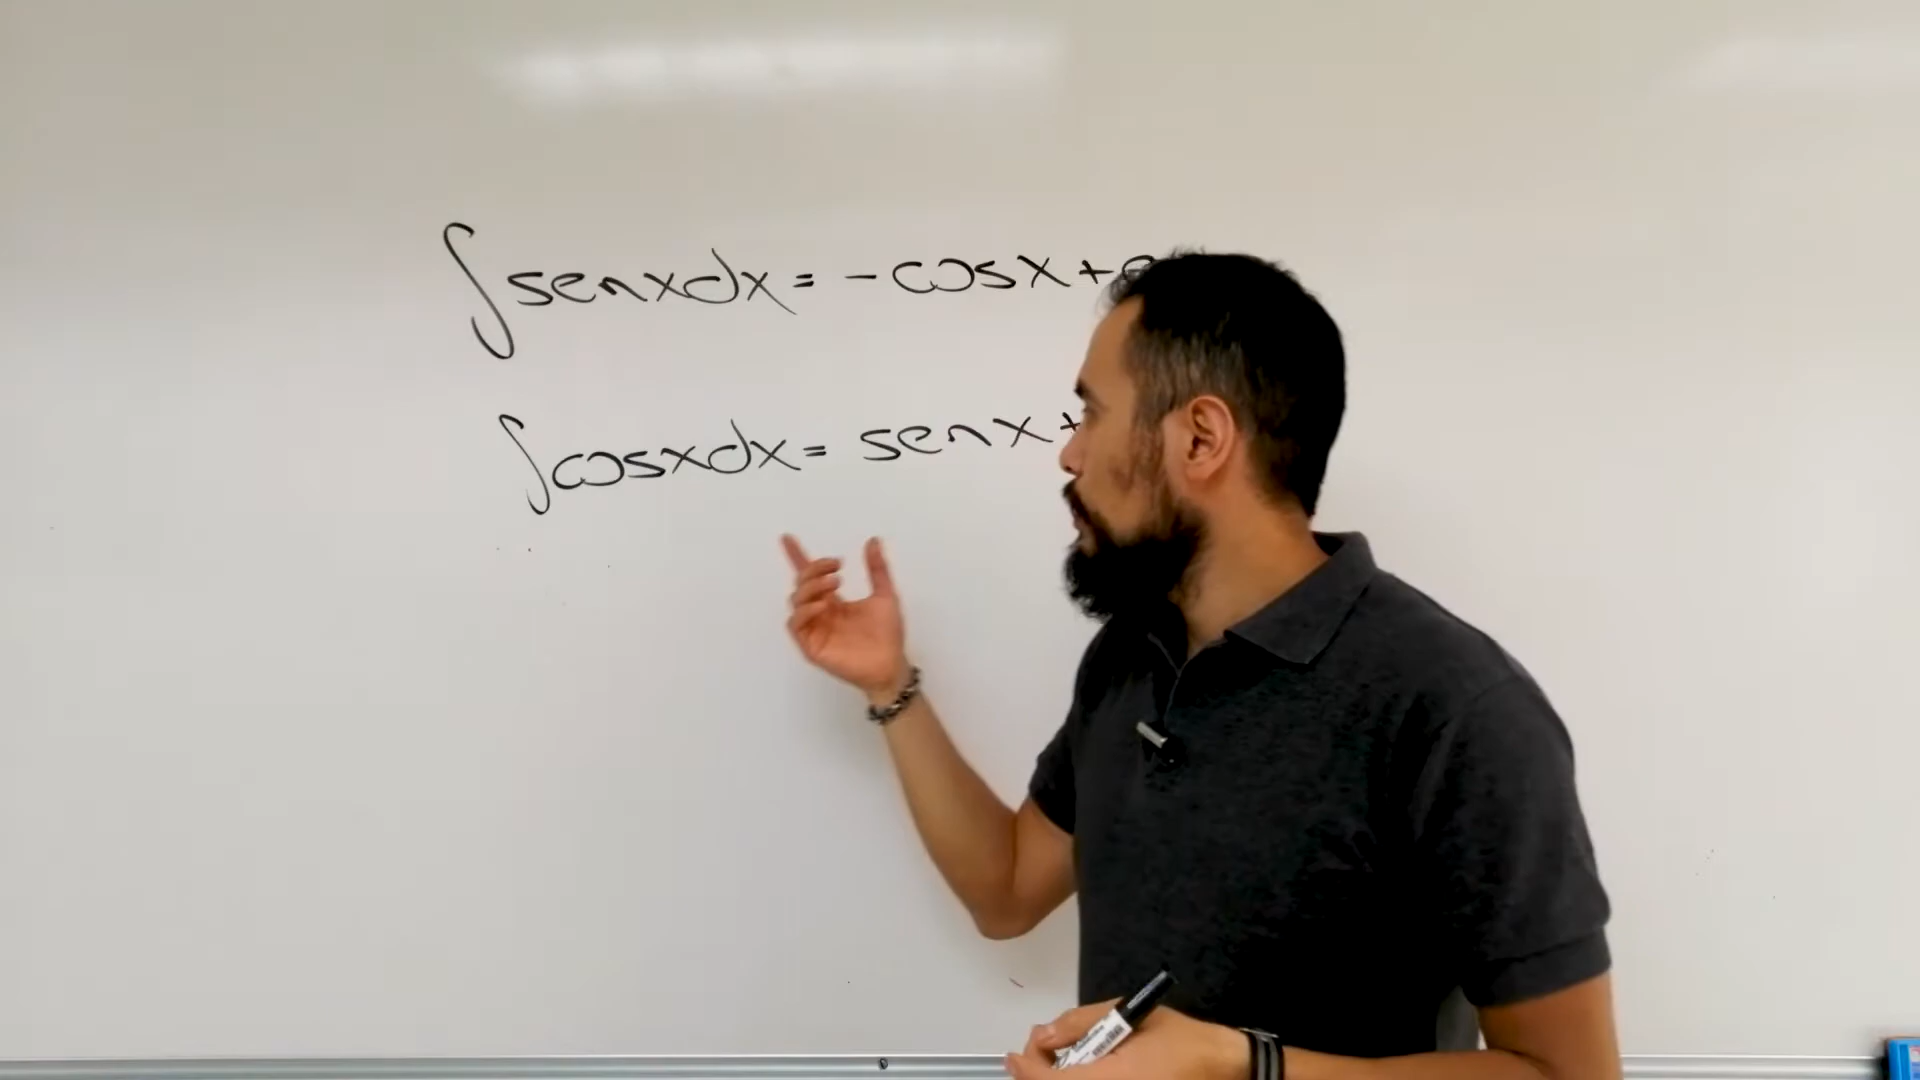 ∫senxdx= -cosx+
∫cosxdx= senx+